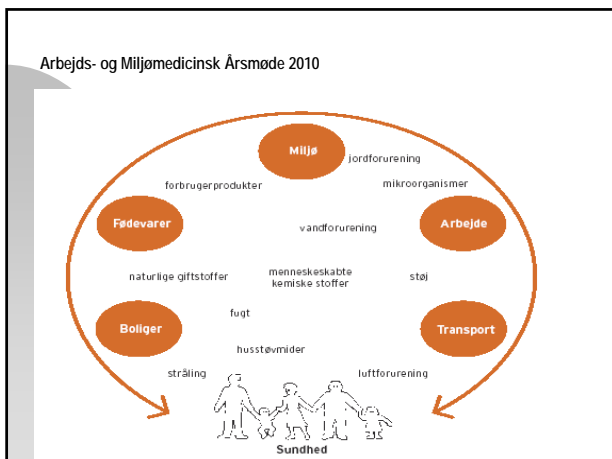 Arbejds- og Miljømedicinsk Årsmøde 2010
Miljø
jordforurening
forbrugerprodukter
mikroorganismer
Fødevarer
vandforurening
Arbejde
naturlige giftstoffer
menneskeskabte
kemiske stoffer
støj
fugt
Boliger
Transport
husstøvmider
stråling
luftforurening
Sundhed